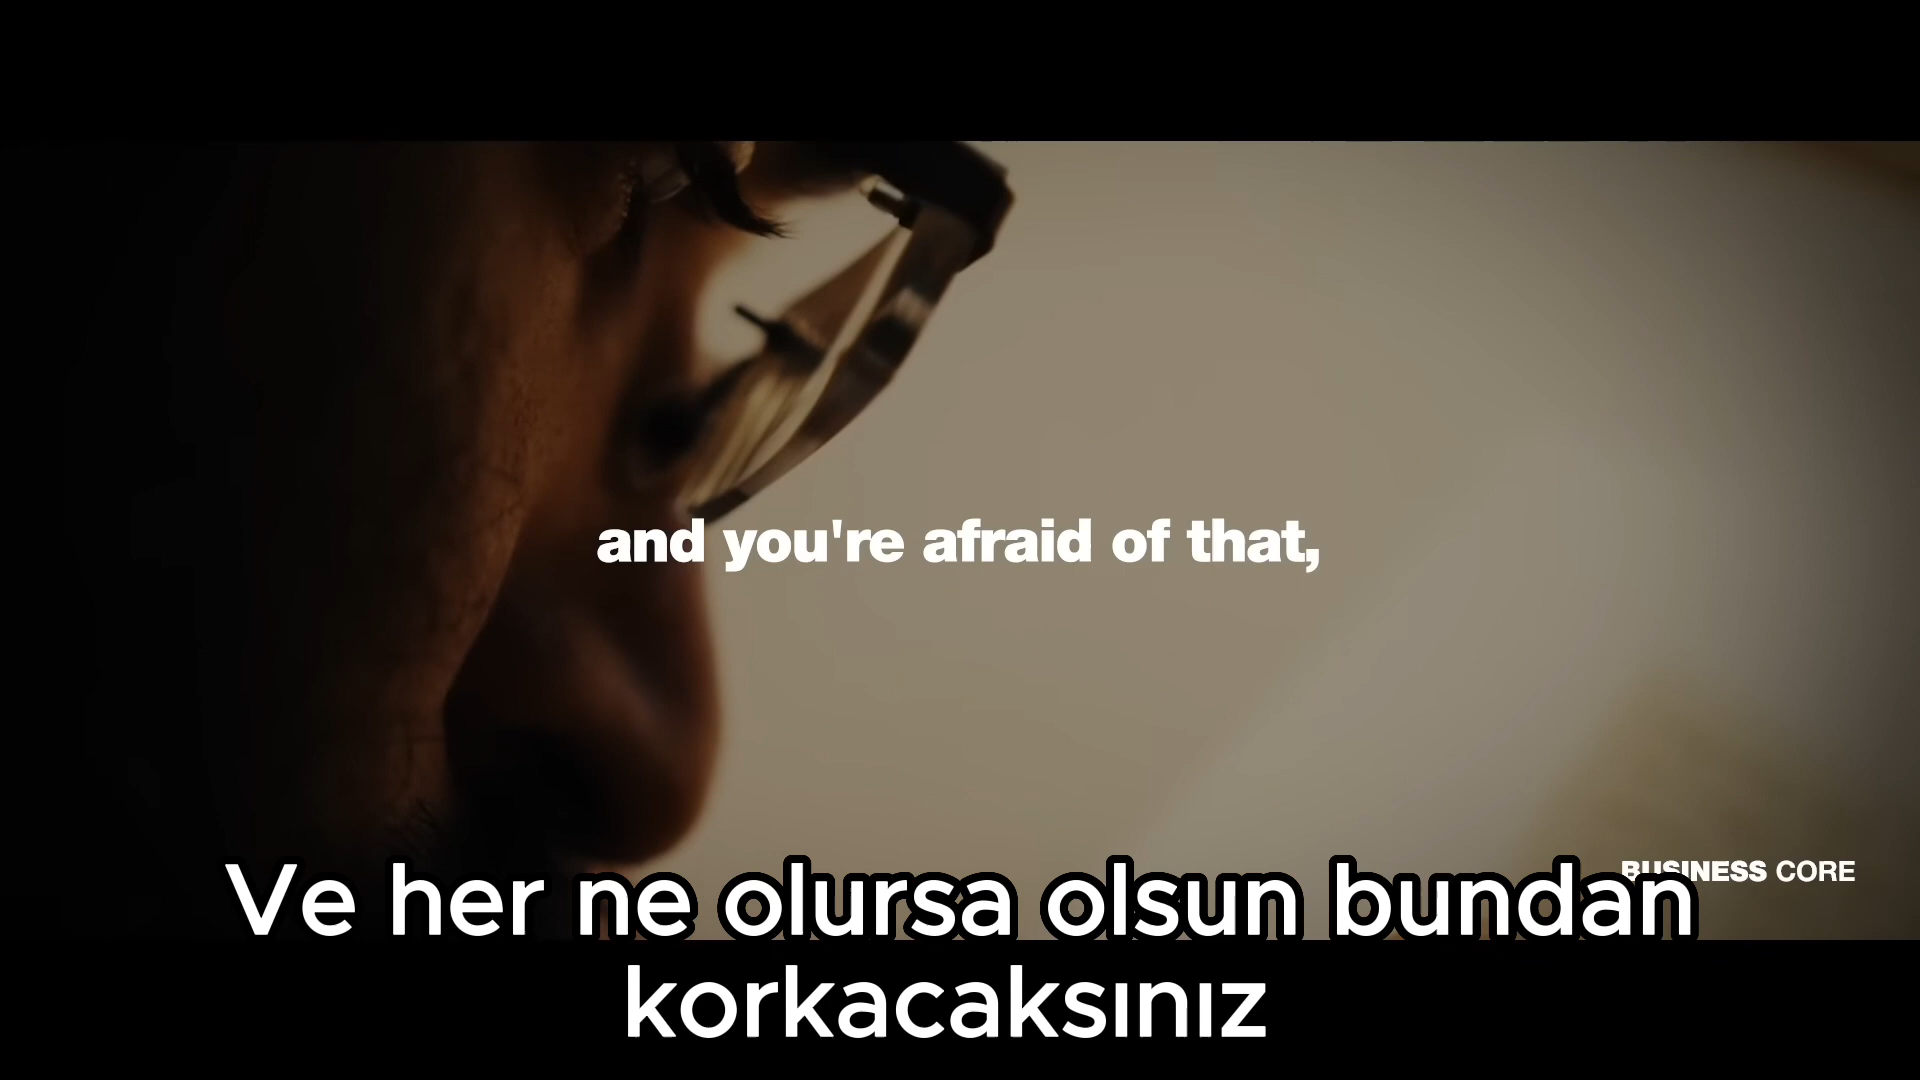 and you're afraid of that,
BUSINESS CORE
Ve her ne olursa olsun bundan
korkacaksınız